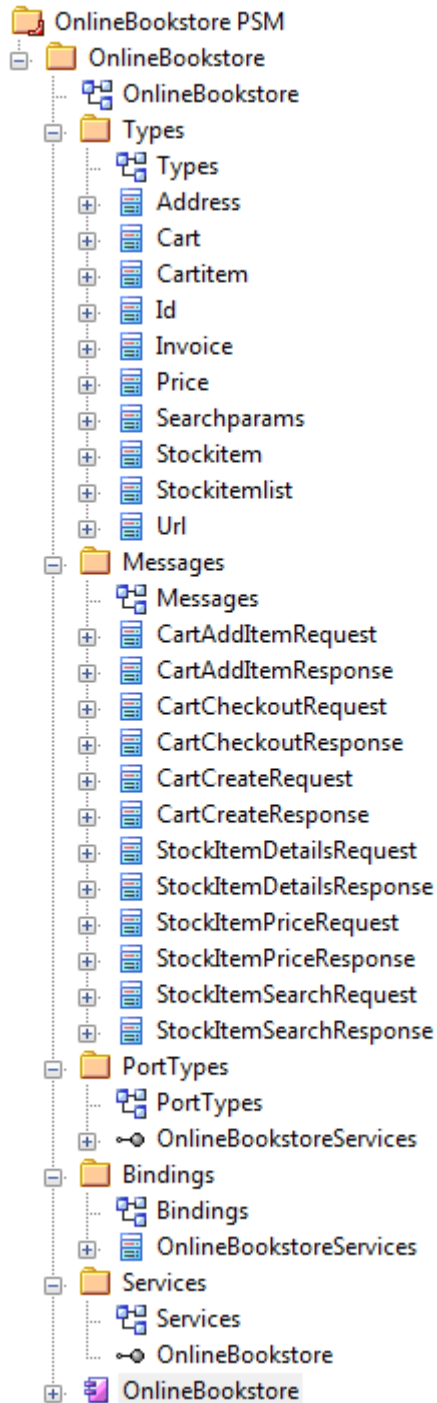 OnlineBookstore PSM
OnlineBookstore
OnlineBookstore
Types
Types
Address
Cart
Cartitem
Id
Invoice
Price
Searchparams
Stockitem
Stockitemlist
Url
Messages
Messages
CartAddItemRequest
CartAddItemResponse
CartCheckoutRequest
CartCheckoutResponse
CartCreateRequest
CartCreateResponse
StockItemDetailsRequest
StockItemDetailsResponse
StockItemPriceRequest
StockItemPriceResponse
StockItemSearchRequest
StockItemSearchResponse
PortTypes
PortTypes
OnlineBookstoreServices
Bindings
Bindings
OnlineBookstoreServices
Services
Services
OnlineBookstore
OnlineBookstore